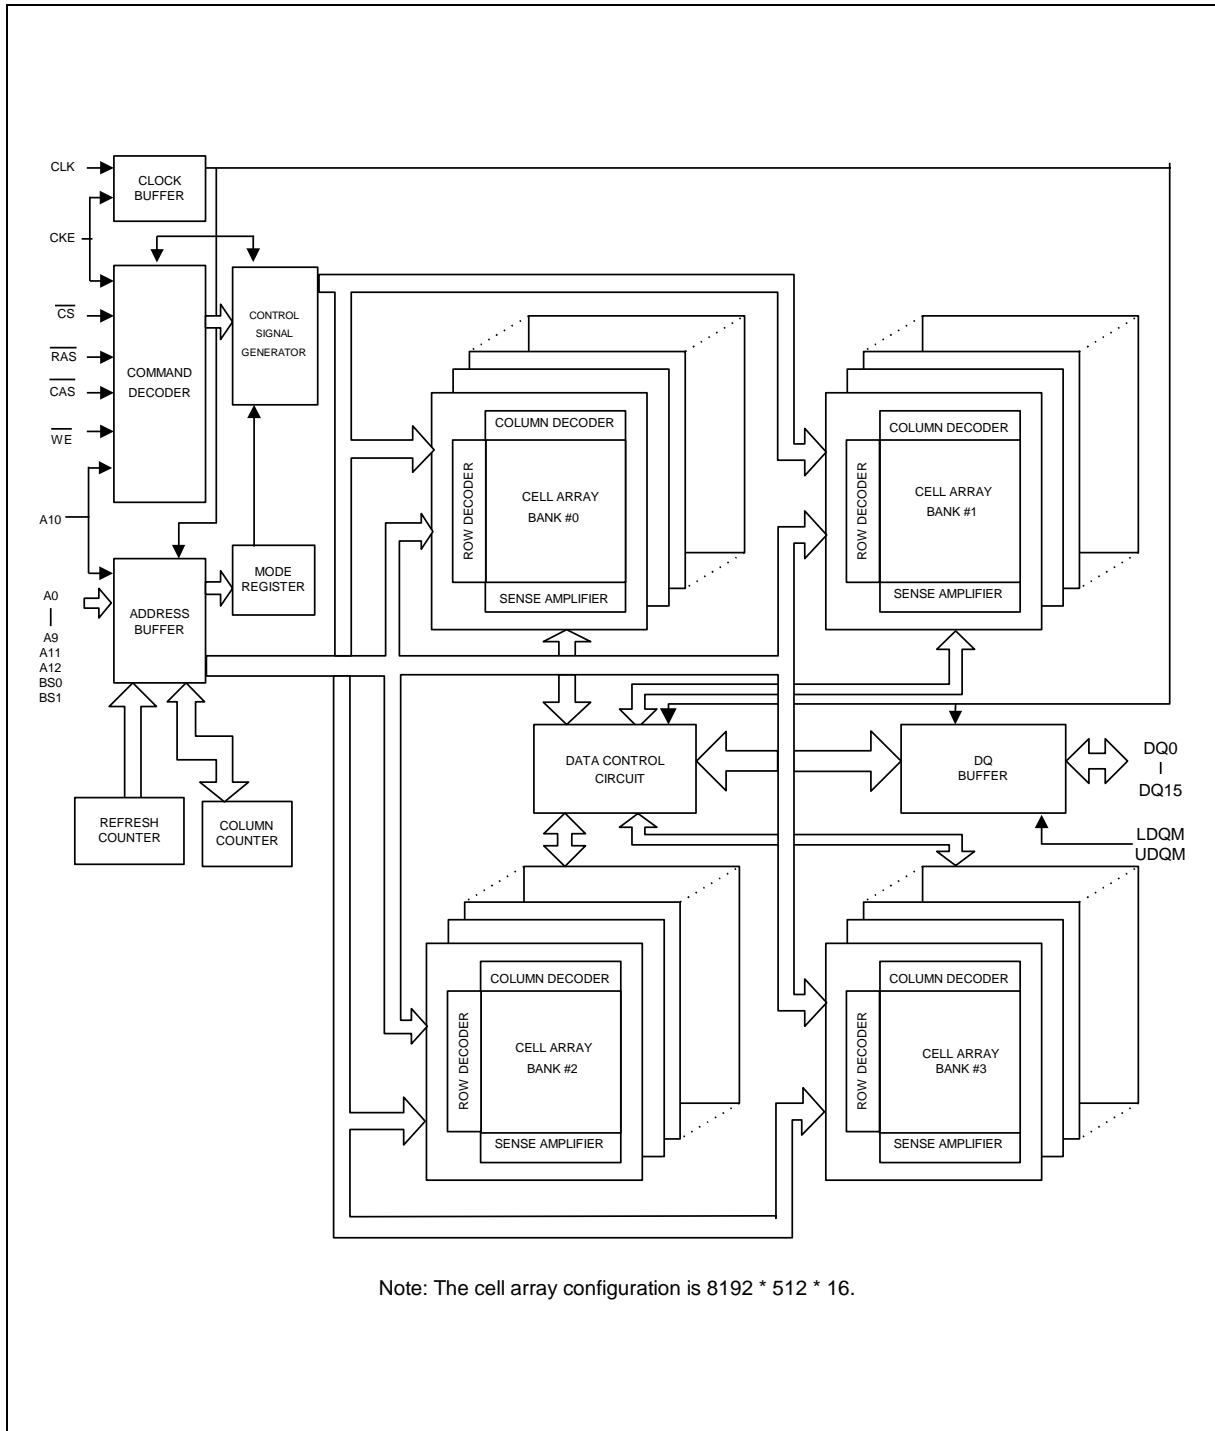 CLK
CLOCK
BUFFER
CKE
CS
RAS
CAS
WE
A10
COMMAND
DECODER
CONTROL
SIGNAL
GENERATOR
MODE
REGISTER
A0
A9
A11
A12
BS0
BS1
ADDRESS
BUFFER
REFRESH
COUNTER
COLUMN
COUNTER
COLUMN DECODER
ROW DECODER
CELL ARRAY
BANK #0
SENSE AMPLIFIER
COLUMN DECODER
ROW DECODER
CELL ARRAY
BANK #1
SENSE AMPLIFIER
DATA CONTROL
CIRCUIT
DQ
BUFFER
DQ0
DQ15
LDQM
UDQM
COLUMN DECODER
ROW DECODER
CELL ARRAY
BANK #2
SENSE AMPLIFIER
COLUMN DECODER
ROW DECODER
CELL ARRAY
BANK #3
SENSE AMPLIFIER
Note: The cell array configuration is 8192 * 512 * 16.